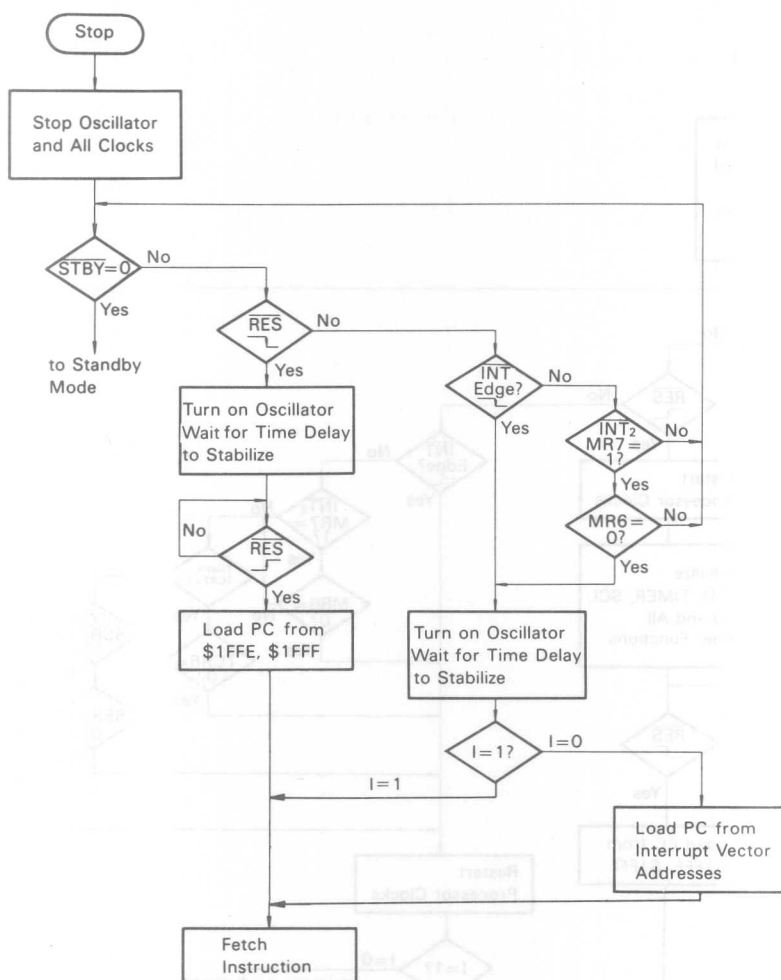 Stop
Stop Oscillator
and All Clocks
STBY=0
No
Yes
to Standby
Mode
RES
No
Yes
INT
Edge?
No
Yes
Turn on Oscillator
Wait for Time Delay
to Stabilize
INT2
MR7=
1?
No
Yes
No
RES
Yes
MR6=
0?
No
Yes
Load PC from
$1FFE, $1FFF
Turn on Oscillator
Wait for Time Delay
to Stabilize
I=1?
I=0
I=1
Load PC from
Interrupt Vector
Addresses
Fetch
Instruction